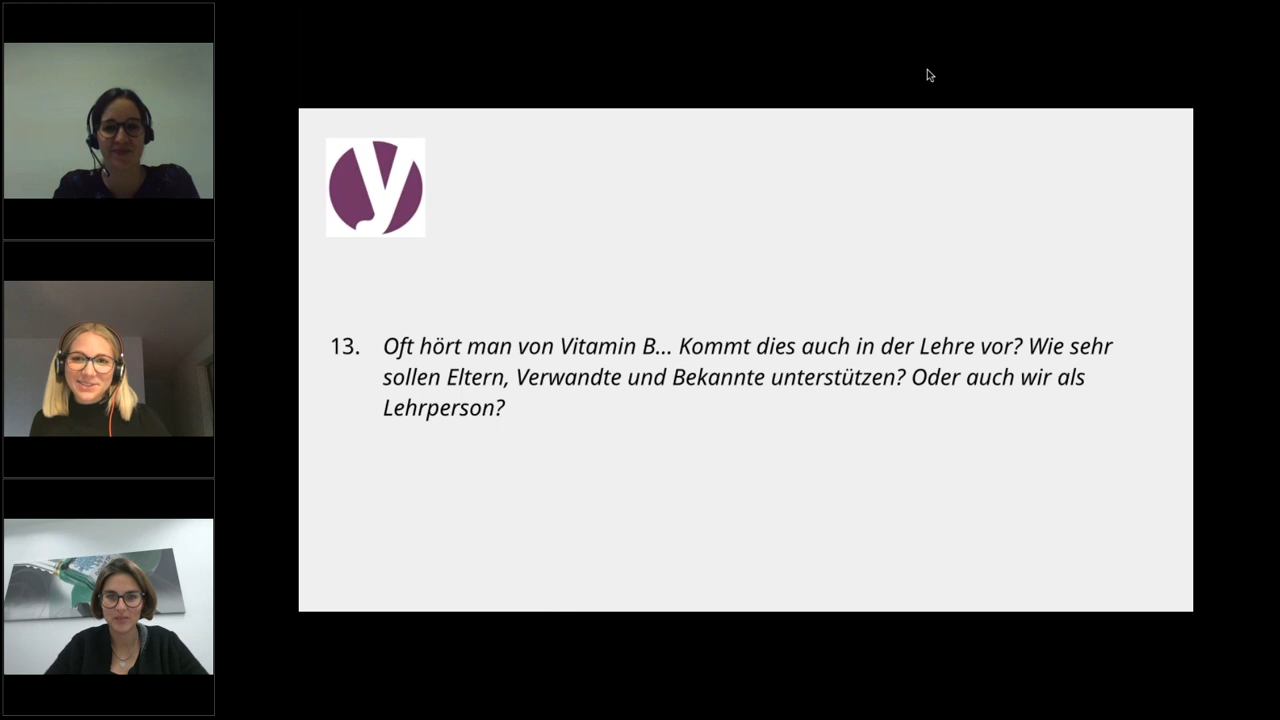 y
13. Oft hört man von Vitamin B... Kommt dies auch in der Lehre vor? Wie sehr
sollen Eltern, Verwandte und Bekannte unterstützen? Oder auch wir als
Lehrperson?